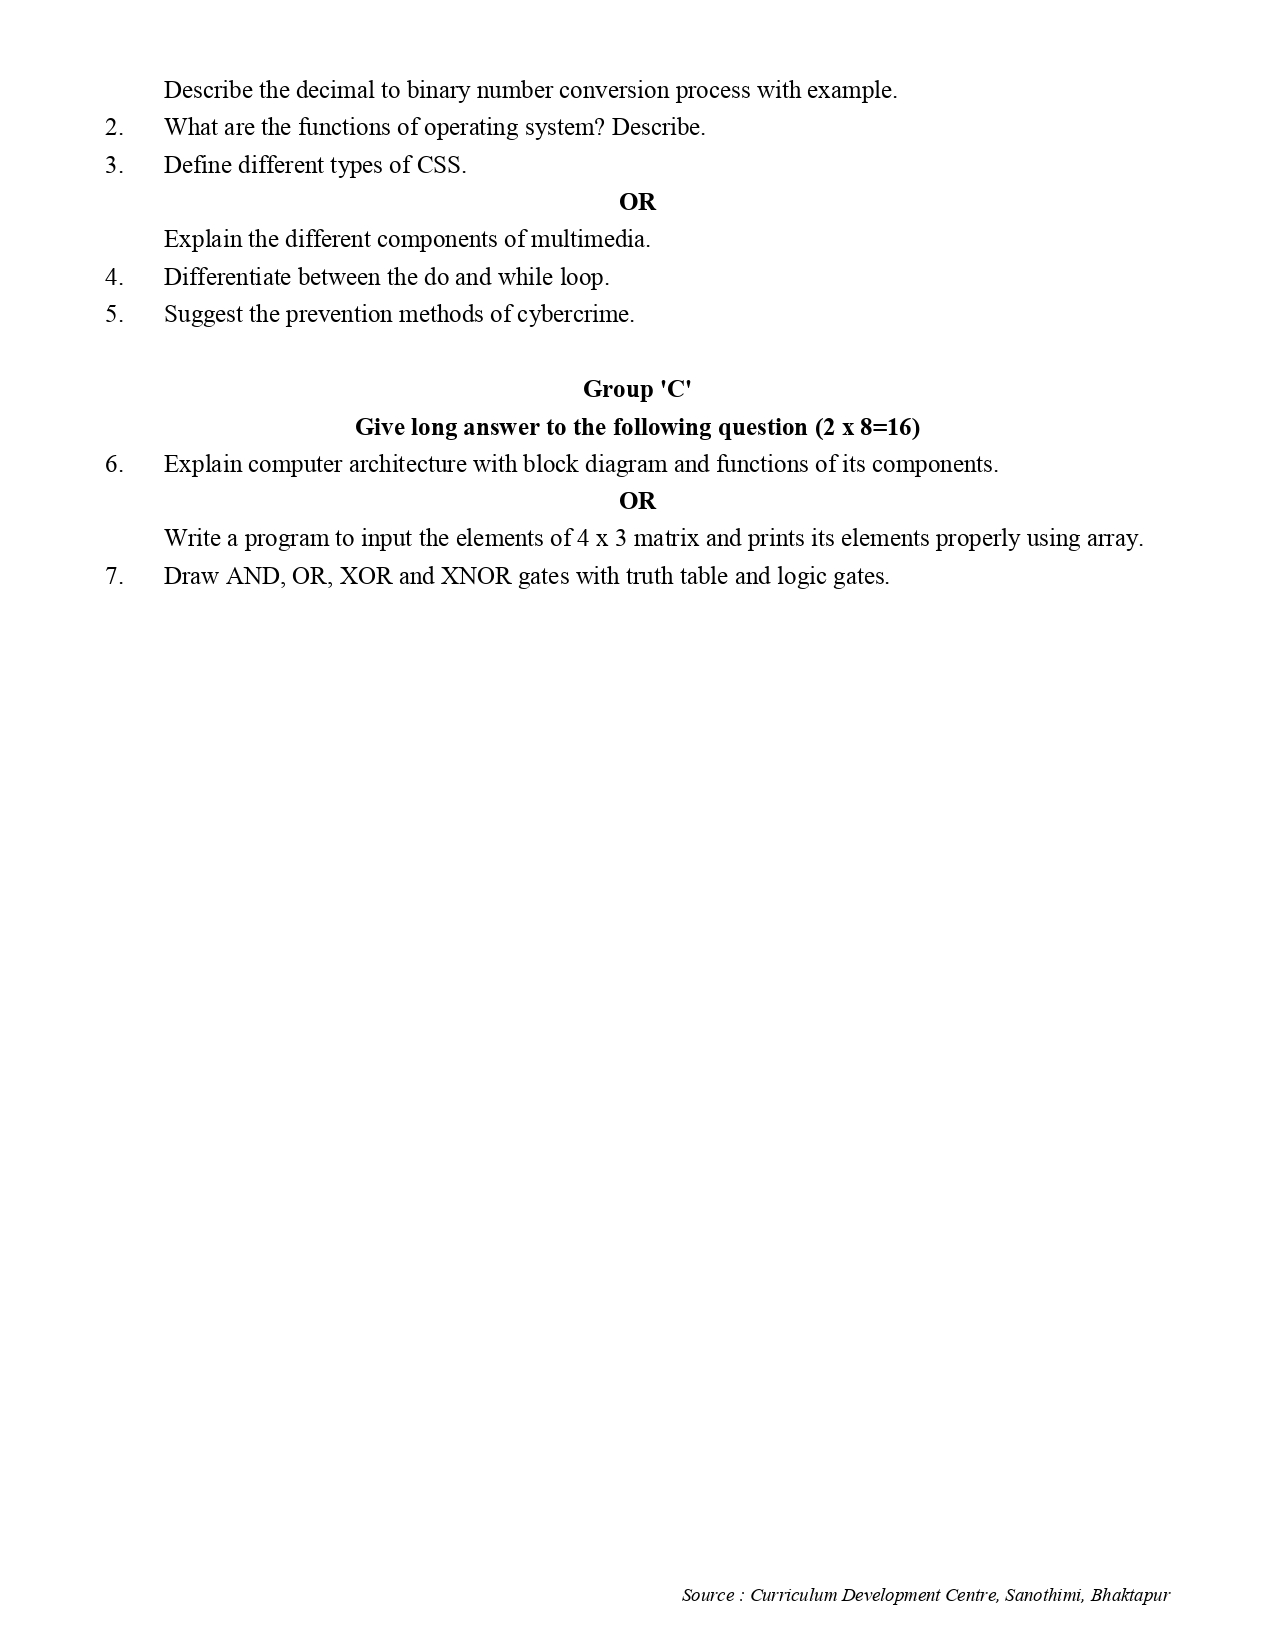 Describe the decimal to binary number conversion process with example.
2. What are the functions of operating system? Describe.
3. Define different types of CSS.
OR
Explain the different components of multimedia.
4. Differentiate between the do and while loop.
5. Suggest the prevention methods of cybercrime.
Group 'C'
Give long answer to the following question (2 x 8=16)
6. Explain computer architecture with block diagram and functions of its components.
OR
Write a program to input the elements of 4 x 3 matrix and prints its elements properly using array.
7. Draw AND, OR, XOR and XNOR gates with truth table and logic gates.
Source : Curriculum Development Centre, Sanothimi, Bhaktapur